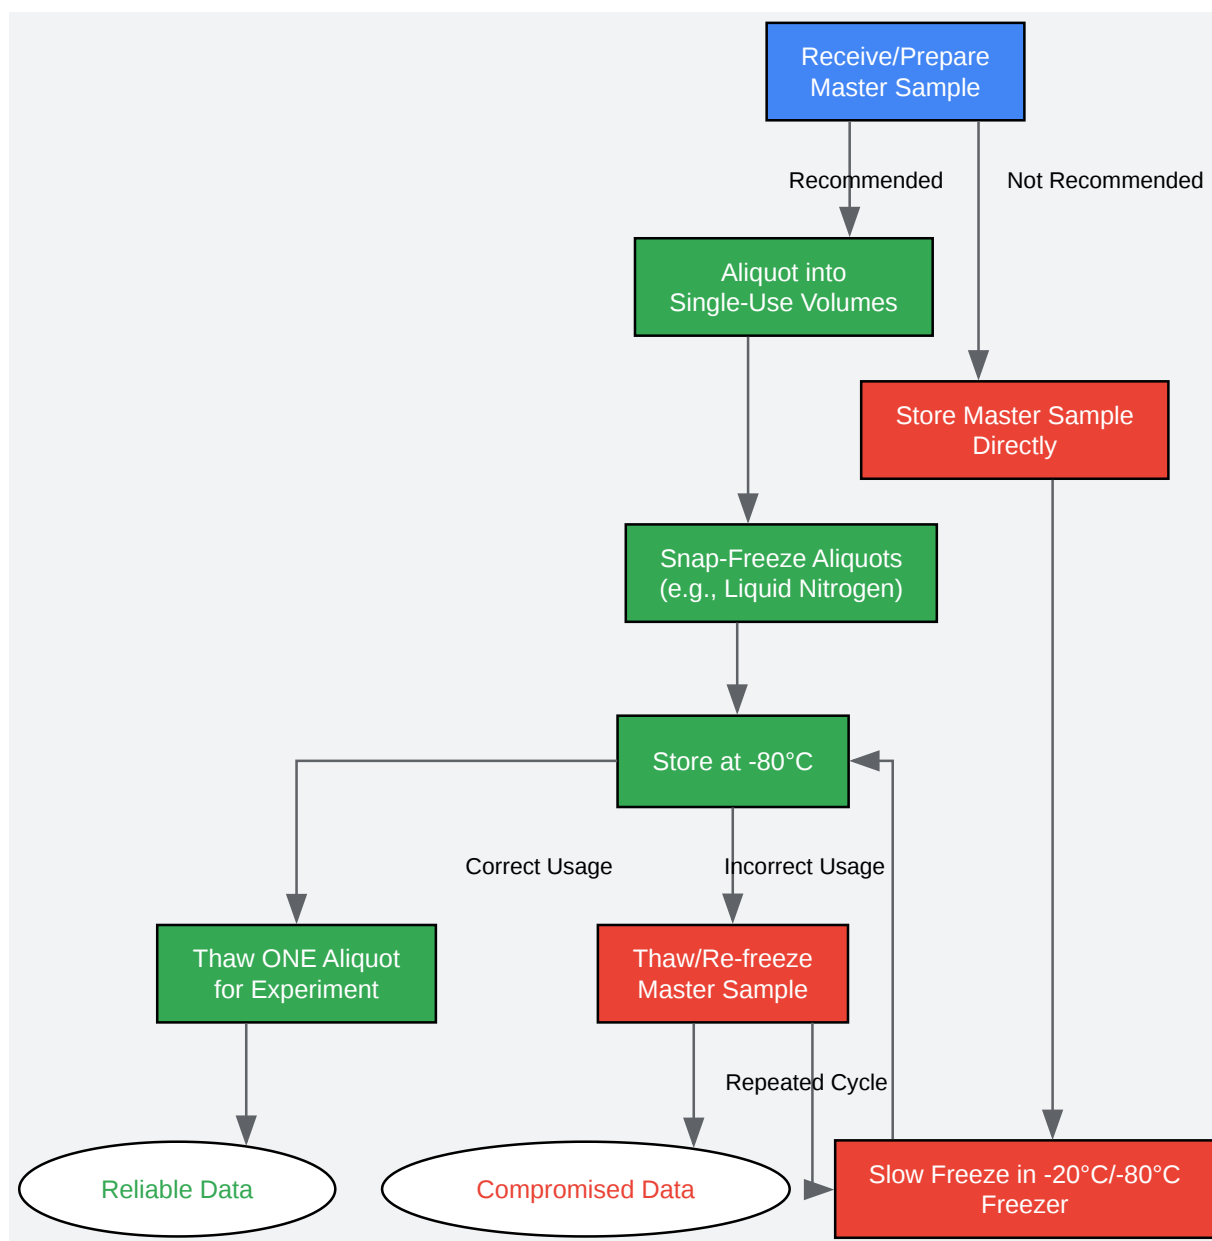 Receive/Prepare
Master Sample
Recommended
Not Recommended
Aliquot into
Single-Use Volumes
Store Master Sample
Directly
Snap-Freeze Aliquots
(e.g., Liquid Nitrogen)
Store at -80°C
Correct Usage
Incorrect Usage
Thaw ONE Aliquot
for Experiment
Thaw/Re-freeze
Master Sample
Repeated Cycle
Reliable Data
Compromised Data
Slow Freeze in -20°C/-80°C
Freezer